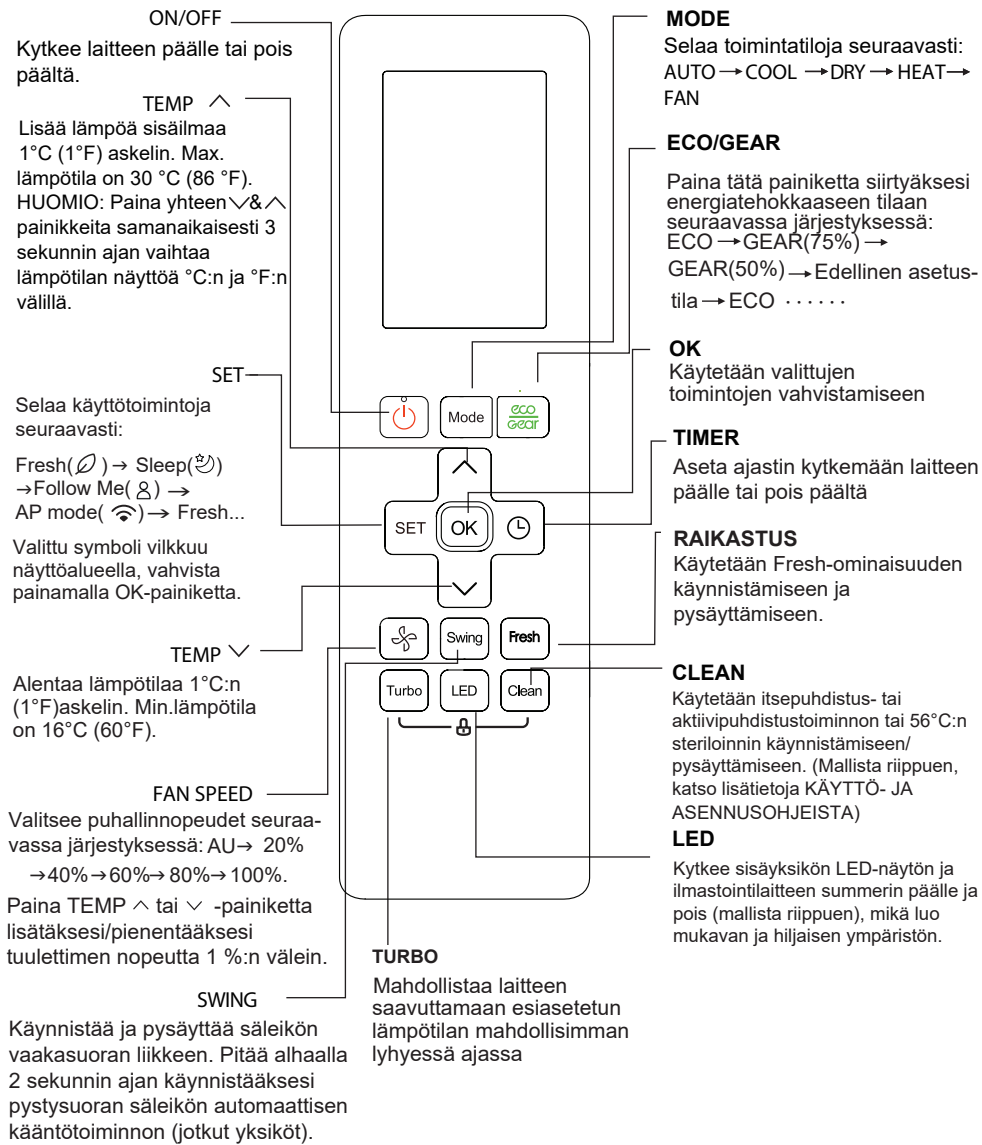 ON/OFF
Kytkee laitteen päälle tai pois
päältä.
TEMP ︿
Lisää lämpöä sisäilmaa
1°C (1°F) askelin. Max.
lämpötila on 30 °C (86 °F).
HUOMIO: Paina yhteen﹀&︿
painikkeita samanaikaisesti 3
sekunnin ajan vaihtaa
lämpötilan näyttöä °C:n ja °F:n
välillä.
SET
Selaa käyttötoimintoja
seuraavasti:
Fresh( ) → Sleep( )
→Follow Me( ) →
AP mode( ) → Fresh...
Valittu symboli vilkkuu
näyttöalueella, vahvista
painamalla OK-painiketta.
TEMP ﹀
Alentaa lämpötilaa 1°C:n
(1°F)askelin. Min.lämpötila
on 16°C (60°F).
FAN SPEED
Valitsee puhallinnopeudet seuraa-
vassa järjestyksessä: AU→ 20%
→40%→60%→80%→100%.
Paina TEMP ︿ tai ﹀ -painiketta
lisätäksesi/pienentääksesi
tuulettimen nopeutta 1 %:n välein.
SWING
Käynnistää ja pysäyttää säleikön
vaakasuoran liikkeen. Pitää alhaalla
2 sekunnin ajan käynnistääksesi
pystysuoran säleikön automaattisen
kääntötoiminnon (jotkut yksiköt).
Mode
eco
Gear
SET
OK
Swing
Fresh
Turbo
LED
Clean
TURBO
Mahdollistaa laitteen
saavuttamaan esiasetetun
lämpötilan mahdollisimman
lyhyessä ajassa
MODE
Selaa toimintatiloja seuraavasti:
AUTO → COOL → DRY → HEAT →
FAN
ECO/GEAR
Paina tätä painiketta siirtyäksesi
energiatehokkaaseen tilaan
seuraavassa järjestyksessä:
ECO → GEAR(75%) →
GEAR(50%) → Edellinen asetus-
tila → ECO ······
OK
Käytetään valittujen
toimintojen vahvistamiseen
TIMER
Aseta ajastin kytkemään laitteen
päälle tai pois päältä
RAIKASTUS
Käytetään Fresh-ominaisuuden
käynnistämiseen ja
pysäyttämiseen.
CLEAN
Käytetään itsepuhdistus- tai
aktiivipuhdistustoiminnon tai 56°C:n
steriloinnin käynnistämiseen/
pysäyttämiseen. (Mallista riippuen,
katso lisätietoja KÄYTTÖ- JA
ASENNUSOHJEISTA)
LED
Kytkee sisäyksikön LED-näytön ja
ilmastointilaitteen summerin päälle ja
pois (mallista riippuen), mikä luo
mukavan ja hiljaisen ympäristön.